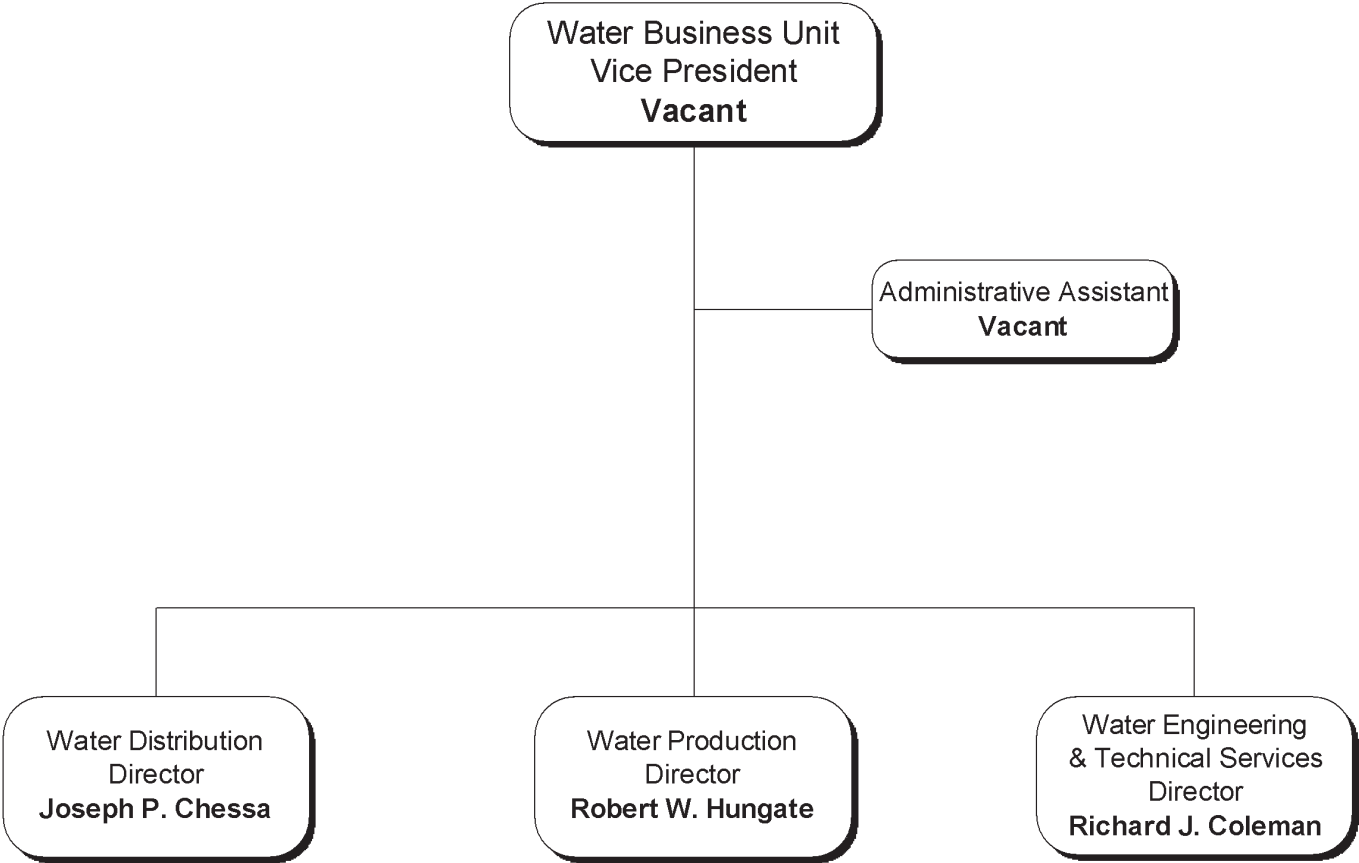 Water Business Unit
Vice President
Vacant
Administrative Assistant
Vacant
Water Distribution
Director
Joseph P. Chessa
Water Production
Director
Robert W. Hungate
Water Engineering
& Technical Services
Director
Richard J. Coleman